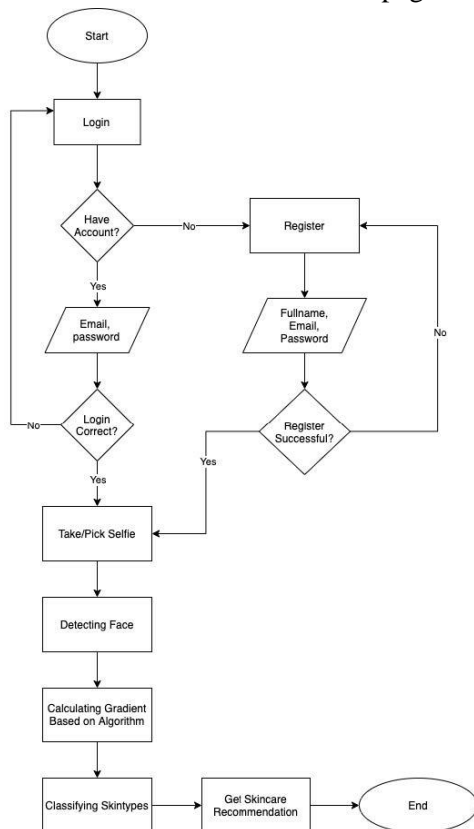 Start
Login
Have
Account?
No
Register
Yes
Email,
password
Fullname,
Email,
Password
No
Login
Correct?
No
Register
Successful?
Yes
Yes
Take/Pick Selfie
Detecting Face
Calculating Gradient
Based on Algorithm
Classifying Skintypes
Get Skincare
Recommendation
End